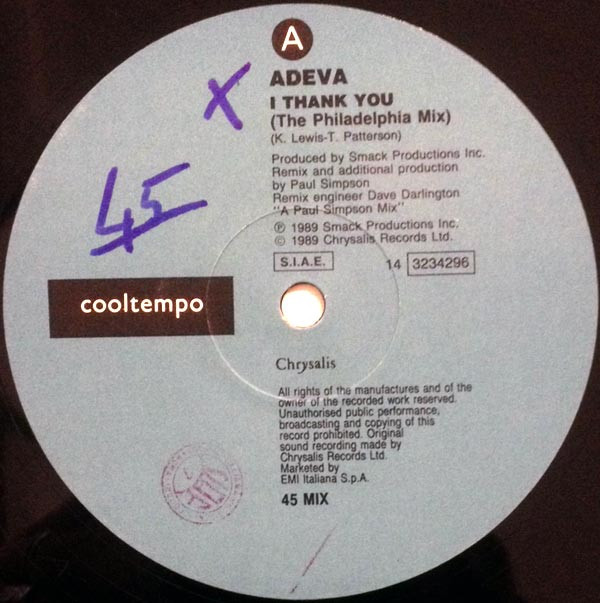 A
ADEVA
X
I THANK YOU
(The Philadelphia Mix)
(K. Lewis-T. Patterson)
Produced by Smack Productions Inc.
Remix and additional production
by Paul Simpson
Remix engineer Dave Darlington
"A Paul Simpson Mix"
℗ 1989 Smack Productions Inc.
© 1989 Chrysalis Records Ltd.
45
S.I.A.E. 14 3234296
cooltempo
Chrysalis
All rights of the manufactures and of the
owner of the recorded work reserved.
Unauthorised public performance,
broadcasting and copying of this
record prohibited. Original
sound recording made by
Chrysalis Records Ltd.
Marketed by
EMI Italiana S.p.A.
45 MIX